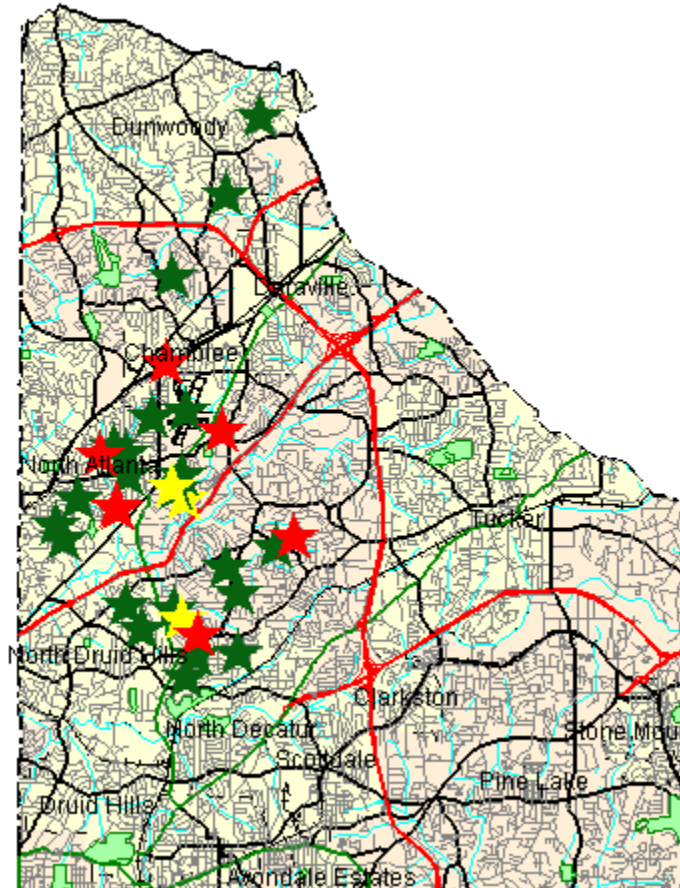 Dunwoody
Doraville
Chamblee
North Atlanta
Tucker
North Druid Hills
Clarkston
North Decatur
Stone Mou
Scottdale
Pine Lake
Druid Hills
Avondale Estates